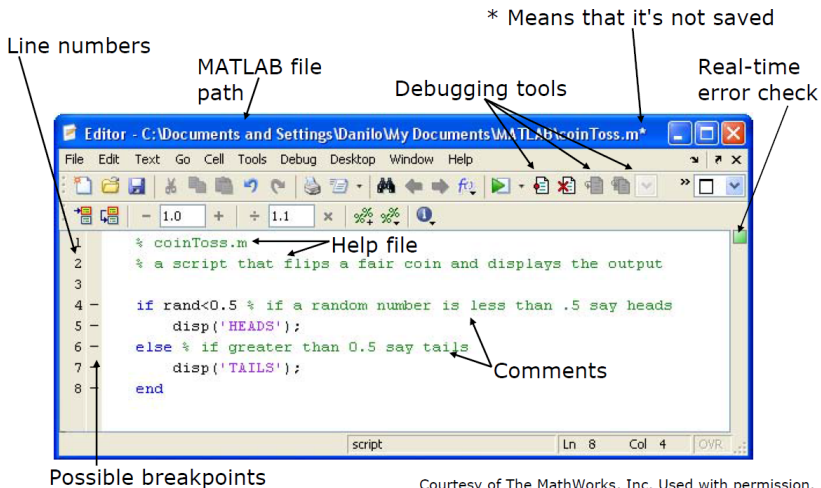 * Means that it's not saved
Line numbers
MATLAB file
path
Debugging tools
Real-time
error check
Editor - C:\Documents and Settings\Danilo\My Documents\MATLAB\coinToss.m*
File Edit Text Go Cell Tools Debug Desktop Window Help
- 1.0 + ÷ 1.1 ×
1 % coinToss.m
Help file
2 % a script that flips a fair coin and displays the output
3
4 - if rand<0.5 % if a random number is less than .5 say heads
5 - disp('HEADS');
6 - else % if greater than 0.5 say tails
7 - disp('TAILS');
8 - end
Comments
script Ln 8 Col 4 OVR
Possible breakpoints
Courtesy of The MathWorks, Inc. Used with permission.